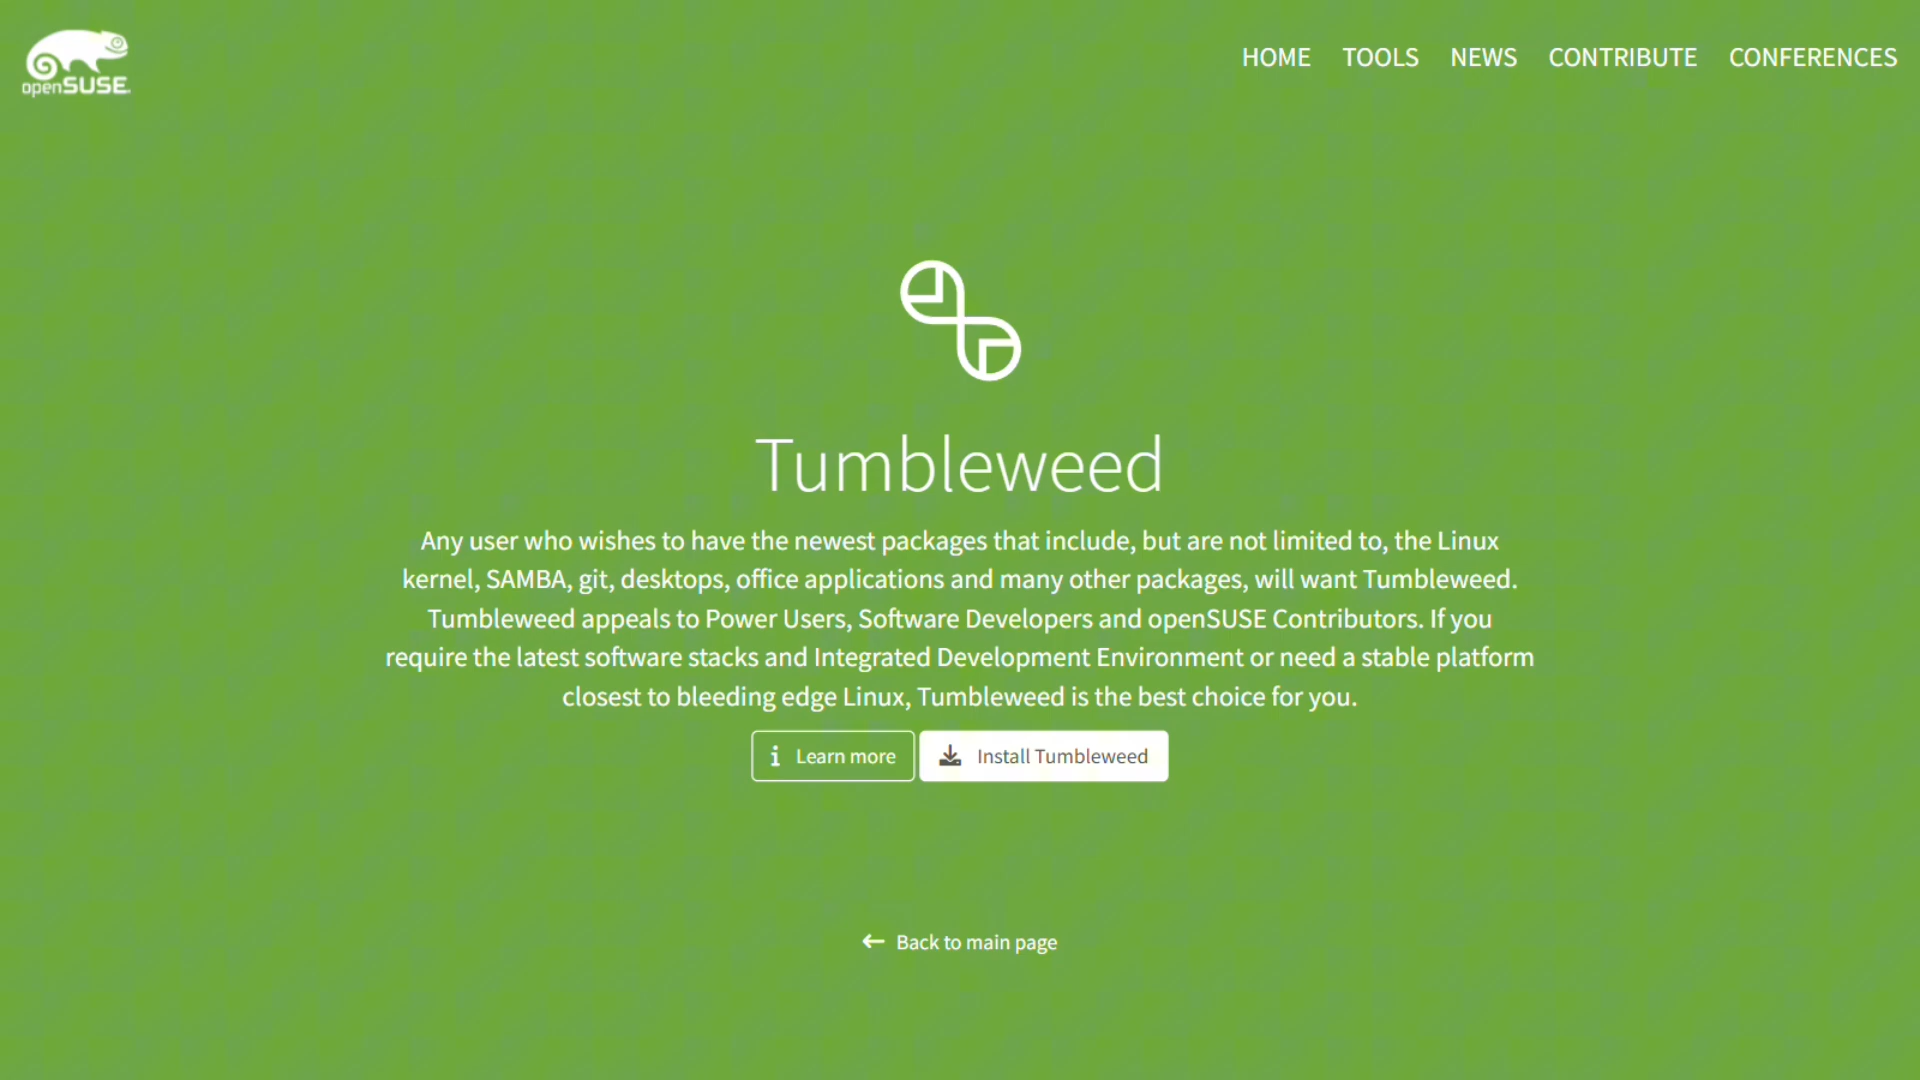 openSUSE
HOME TOOLS NEWS CONTRIBUTE CONFERENCES
Tumbleweed
Any user who wishes to have the newest packages that include, but are not limited to, the Linux
kernel, SAMBA, git, desktops, office applications and many other packages, will want Tumbleweed.
Tumbleweed appeals to Power Users, Software Developers and openSUSE Contributors. If you
require the latest software stacks and Integrated Development Environment or need a stable platform
closest to bleeding edge Linux, Tumbleweed is the best choice for you.
Learn more
Install Tumbleweed
Back to main page